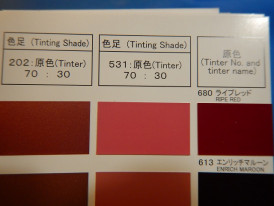 色足 (Tinting Shade)
202:原色(Tinter)
70 : 30
色足 (Tinting Shade)
531:原色(Tinter)
70 : 30
原色
(Tinter No. and
tinter name)
680 ライブレッド
RIPE RED
613 エンリッチマルーン
ENRICH MAROON